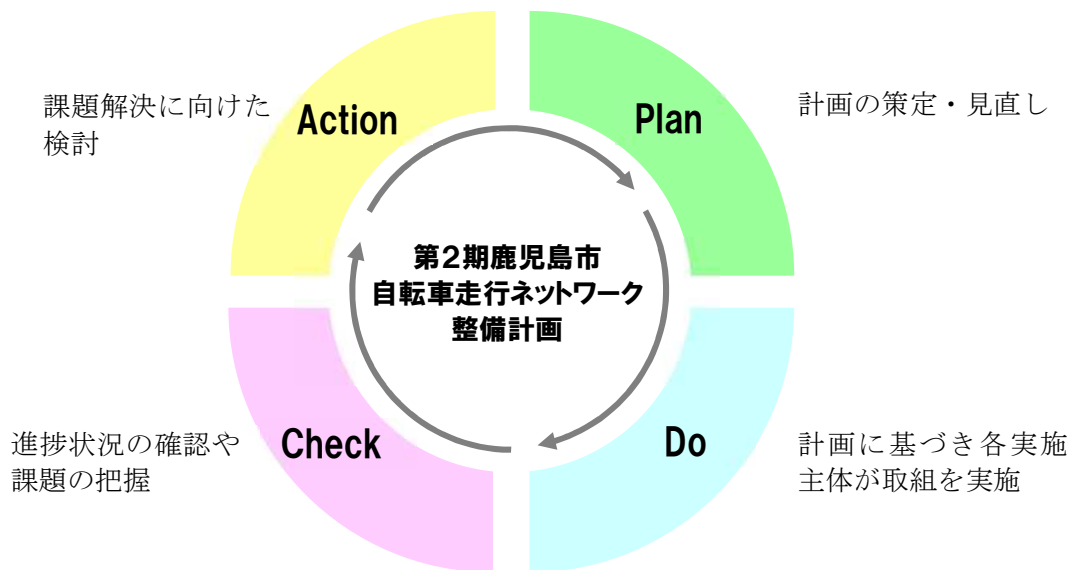 課題解決に向けた
検討
Action
Plan
計画の策定・見直し
第2期鹿児島市
自転車走行ネットワーク
整備計画
進捗状況の確認や
課題の把握
Check
Do
計画に基づき各実施
主体が取組を実施